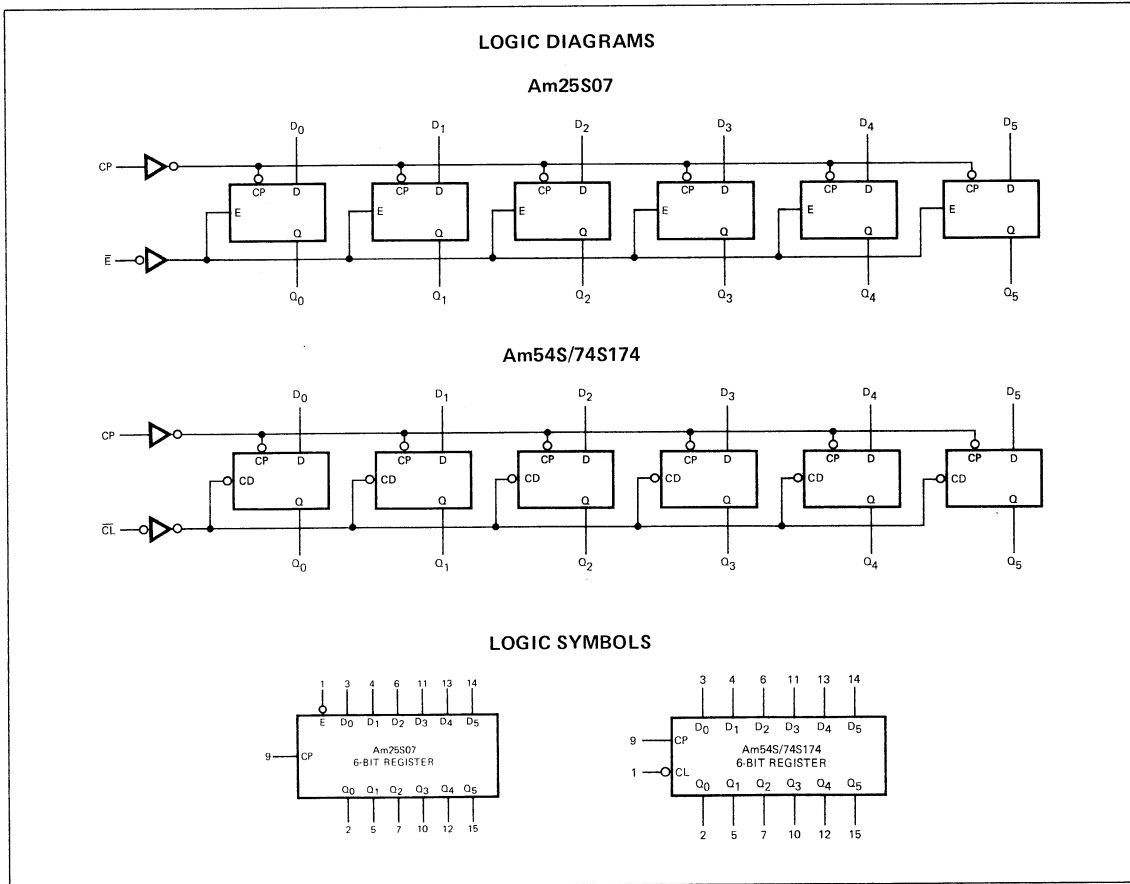 LOGIC DIAGRAMS
Am25S07
D0 D1 D2 D3 D4 D5
CP
CP D CP D CP D CP D CP D CP D
E E E E E E
Q Q Q Q Q Q
E̅
Q0 Q1 Q2 Q3 Q4 Q5
Am54S/74S174
D0 D1 D2 D3 D4 D5
CP
CP D CP D CP D CP D CP D CP D
CD CD CD CD CD CD
Q Q Q Q Q Q
C̅L̅
Q0 Q1 Q2 Q3 Q4 Q5
LOGIC SYMBOLS
1 3 4 6 11 13 14
E D0 D1 D2 D3 D4 D5
9 CP
Am25S07
6-BIT REGISTER
Q0 Q1 Q2 Q3 Q4 Q5
2 5 7 10 12 15
3 4 6 11 13 14
D0 D1 D2 D3 D4 D5
9 CP
Am54S/74S174
6-BIT REGISTER
1 CL
Q0 Q1 Q2 Q3 Q4 Q5
2 5 7 10 12 15